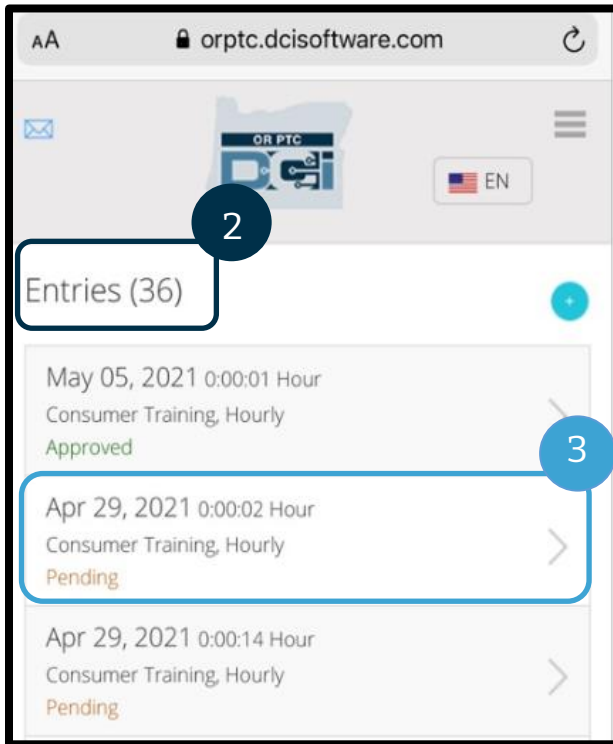 AA orptc.dcisoftware.com
OR PTC
DCi
EN
2
Entries (36)
+
May 05, 2021 0:00:01 Hour
Consumer Training, Hourly
Approved
3
Apr 29, 2021 0:00:02 Hour
Consumer Training, Hourly
Pending
Apr 29, 2021 0:00:14 Hour
Consumer Training, Hourly
Pending